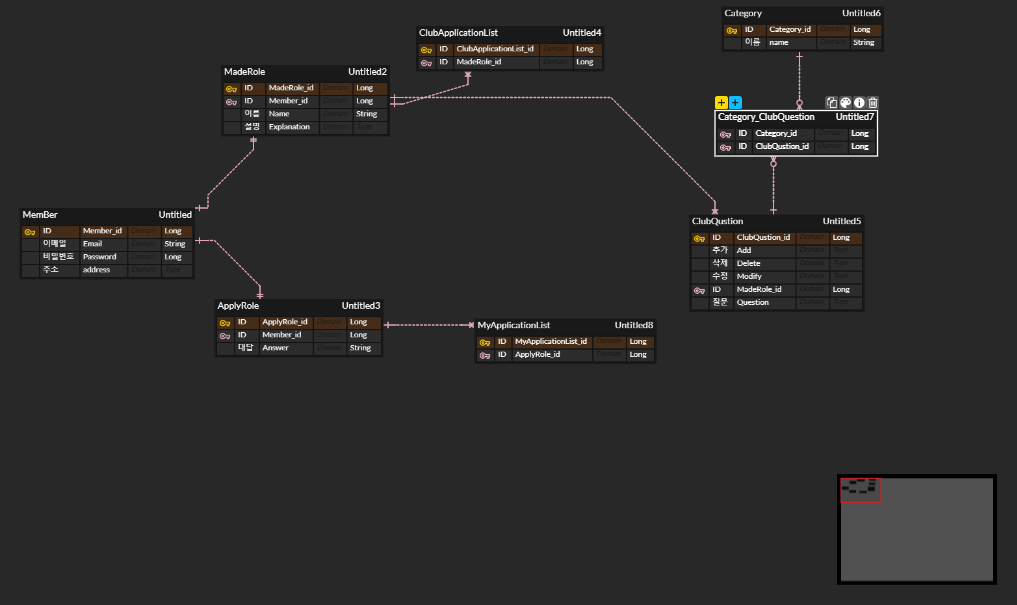 Category Untitled6
ID Category_id Domain Long
이름 name Domain String
ClubApplicationList Untitled4
ID ClubApplicationList_id Domain Long
ID MadeRole_id Domain Long
MadeRole Untitled2
ID MadeRole_id Domain Long
ID Member_id Domain Long
이름 Name Domain String
설명 Explanation Domain Type
Category_ClubQuestion Untitled7
ID Category_id Domain Long
ID ClubQustion_id Domain Long
MemBer Untitled
ID Member_id Domain Long
이메일 Email Domain String
비밀번호 Password Domain Long
주소 address Domain Type
ClubQustion Untitled5
ID ClubQustion_id Domain Long
추가 Add Domain Type
삭제 Delete Domain Type
수정 Modify Domain Type
ID MadeRole_id Domain Long
질문 Question Domain Type
ApplyRole Untitled3
ID ApplyRole_id Domain Long
ID Member_id Domain Long
대답 Answer Domain String
MyApplicationList Untitled8
ID MyApplicationList_id Domain Long
ID ApplyRole_id Domain Long